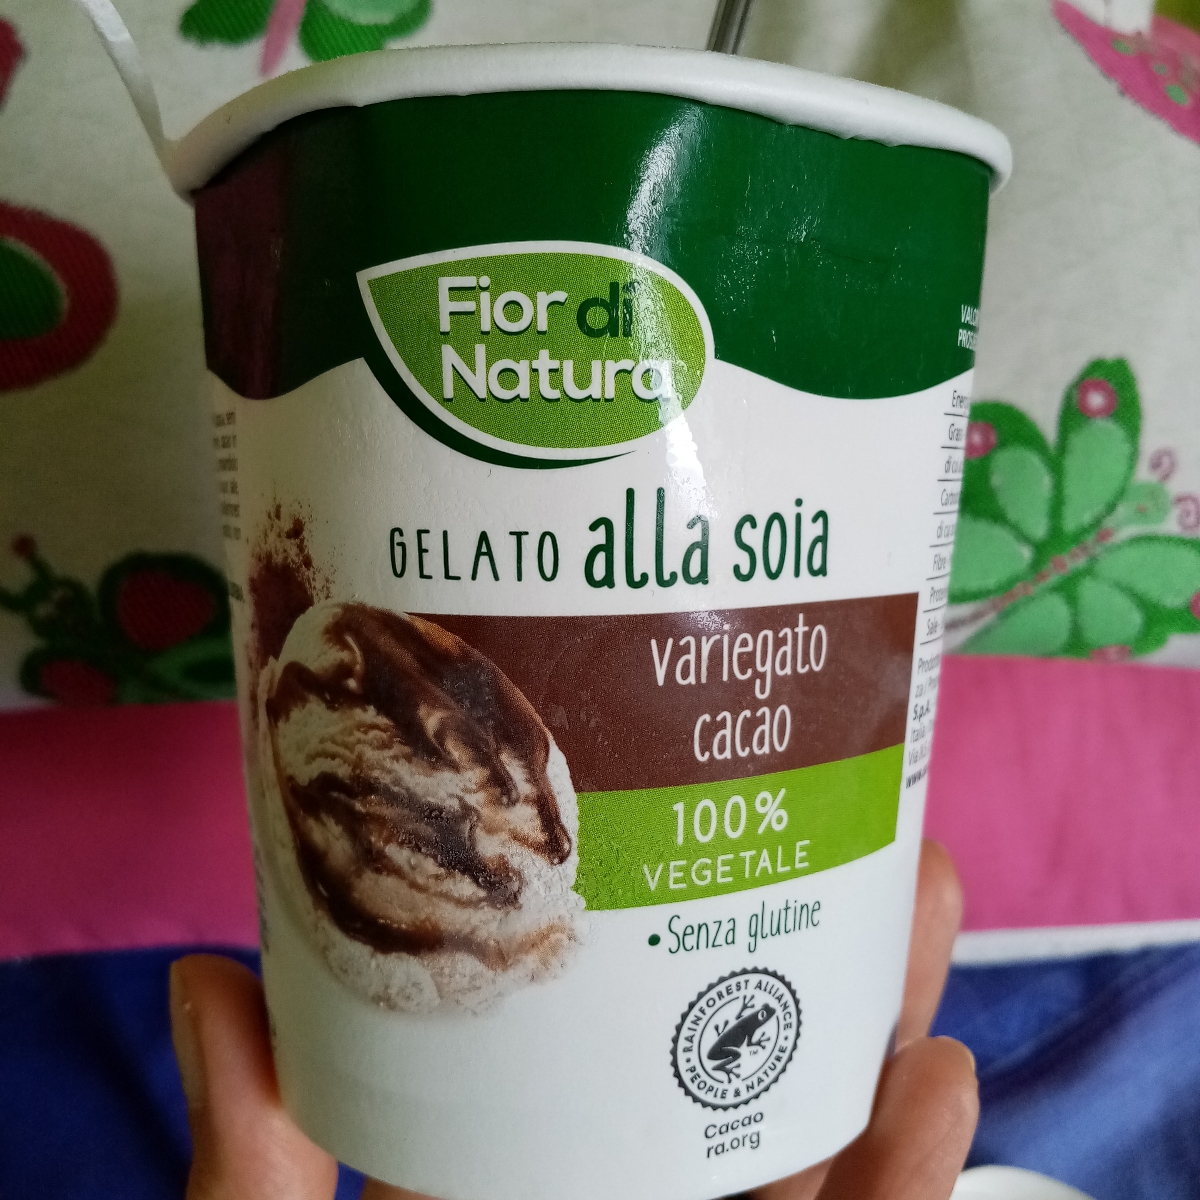 Fior di
Natura
GELATO alla soia
variegato
cacao
100%
VEGETALE
• Senza glutine
RAINFOREST ALLIANCE
• PEOPLE & NATURE •
TM
Cacao
ra.org
S.p.A.